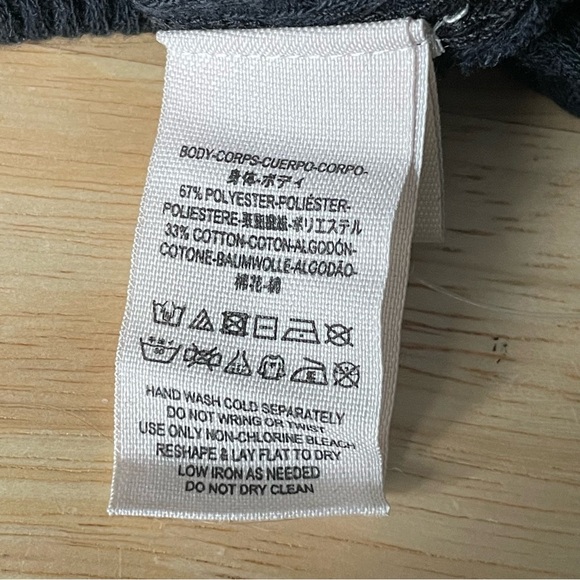 BODY-CORPS-CUERPO-CORPO-
身体-ボディ
67% POLYESTER-POLIÉSTER-
POLIESTERE-聚酯纖維-ポリエステル
33% COTTON-COTON-ALGODÓN-
COTONE-BAUMWOLLE-ALGODÃO-
棉花-綿
HAND WASH COLD SEPARATELY
DO NOT WRING OR TWIST
USE ONLY NON-CHLORINE BLEACH
RESHAPE & LAY FLAT TO DRY
LOW IRON AS NEEDED
DO NOT DRY CLEAN